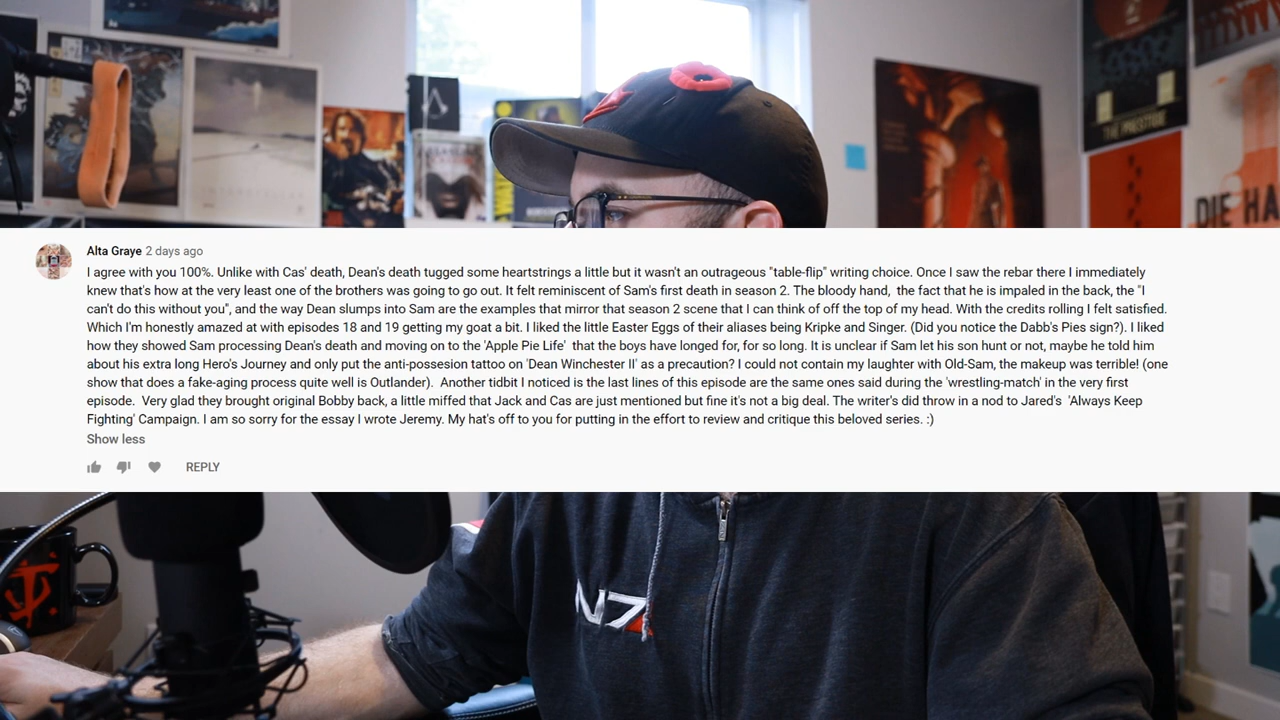 THE PRESTIGE
DIE HA
Alta Graye 2 days ago
I agree with you 100%. Unlike with Cas' death, Dean's death tugged some heartstrings a little but it wasn't an outrageous "table-flip" writing choice. Once I saw the rebar there I immediately
knew that's how at the very least one of the brothers was going to go out. It felt reminiscent of Sam's first death in season 2. The bloody hand,  the fact that he is impaled in the back, the "I
can't do this without you", and the way Dean slumps into Sam are the examples that mirror that season 2 scene that I can think of off the top of my head. With the credits rolling I felt satisfied.
Which I'm honestly amazed at with episodes 18 and 19 getting my goat a bit. I liked the little Easter Eggs of their aliases being Kripke and Singer. (Did you notice the Dabb's Pies sign?). I liked
how they showed Sam processing Dean's death and moving on to the 'Apple Pie Life'  that the boys have longed for, for so long. It is unclear if Sam let his son hunt or not, maybe he told him
about his extra long Hero's Journey and only put the anti-possesion tattoo on 'Dean Winchester II' as a precaution? I could not contain my laughter with Old-Sam, the makeup was terrible! (one
show that does a fake-aging process quite well is Outlander).  Another tidbit I noticed is the last lines of this episode are the same ones said during the 'wrestling-match' in the very first
episode.  Very glad they brought original Bobby back, a little miffed that Jack and Cas are just mentioned but fine it's not a big deal. The writer's did throw in a nod to Jared's  'Always Keep
Fighting' Campaign. I am so sorry for the essay I wrote Jeremy. My hat's off to you for putting in the effort to review and critique this beloved series. :)
Show less
REPLY
N7